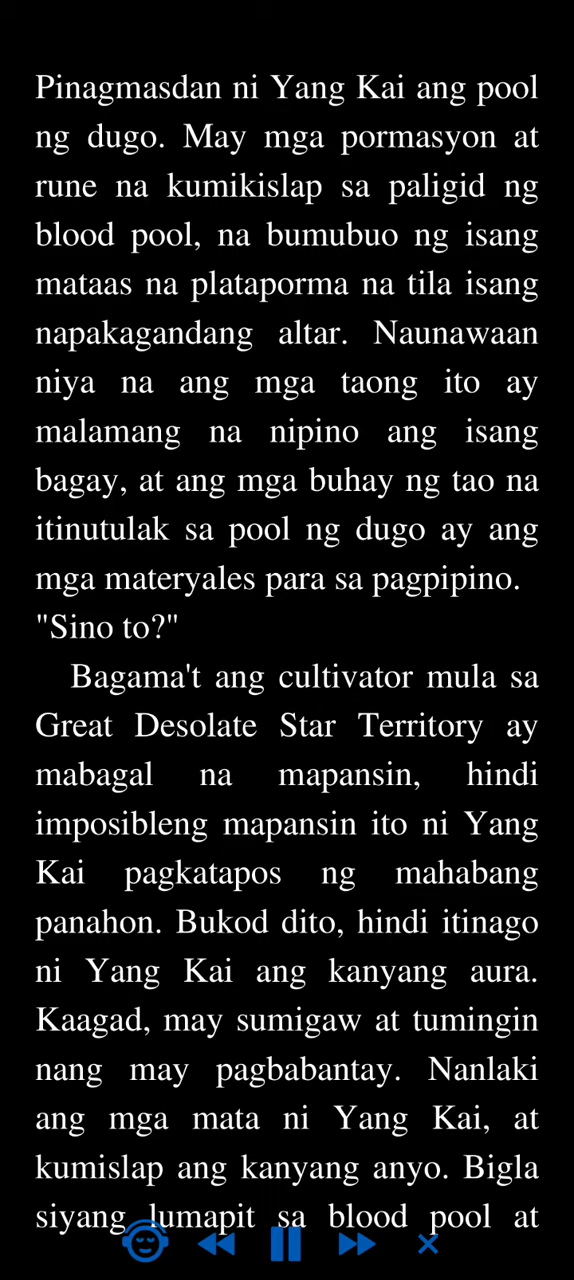 Pinagmasdan ni Yang Kai ang pool
ng dugo. May mga pormasyon at
rune na kumikislap sa paligid ng
blood pool, na bumubuo ng isang
mataas na plataporma na tila isang
napakagandang altar. Naunawaan
niya na ang mga taong ito ay
malamang na nipino ang isang
bagay, at ang mga buhay ng tao na
itinutulak sa pool ng dugo ay ang
mga materyales para sa pagpipino.
"Sino to?"
Bagama't ang cultivator mula sa
Great Desolate Star Territory ay
mabagal na mapansin, hindi
imposibleng mapansin ito ni Yang
Kai pagkatapos ng mahabang
panahon. Bukod dito, hindi itinago
ni Yang Kai ang kanyang aura.
Kaagad, may sumigaw at tumingin
nang may pagbabantay. Nanlaki
ang mga mata ni Yang Kai, at
kumislap ang kanyang anyo. Bigla
siyang lumapit sa blood pool at